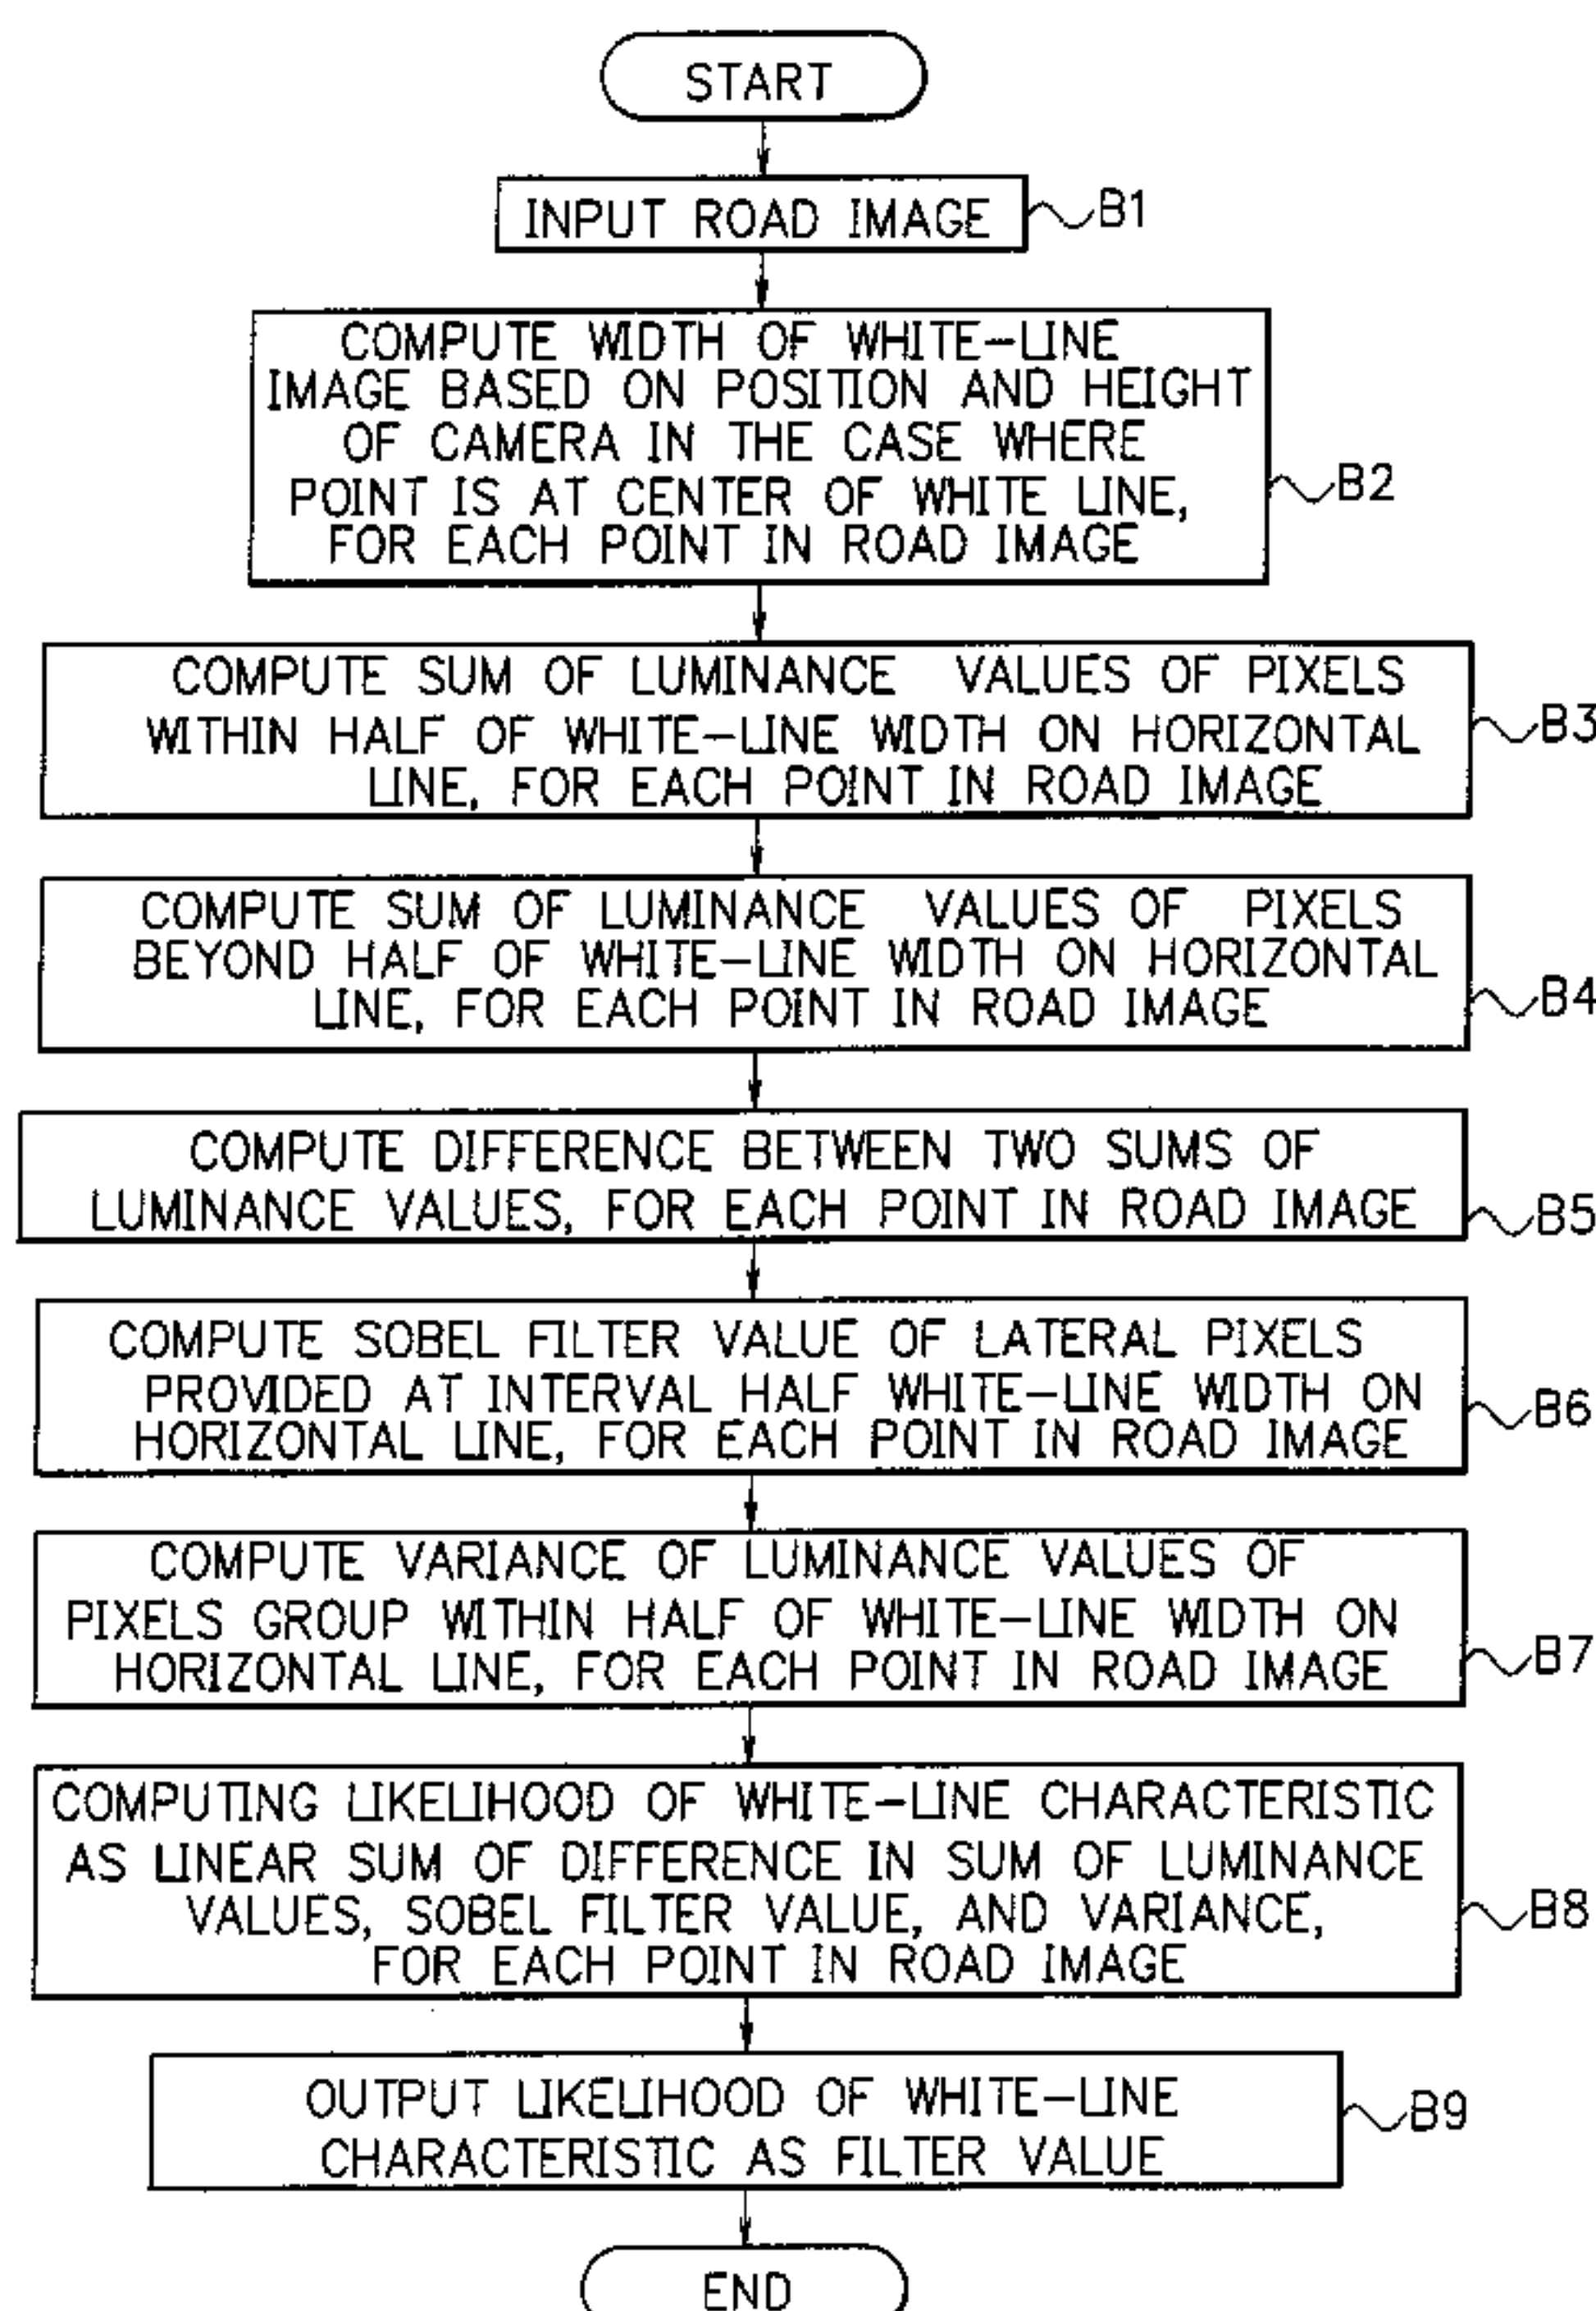 START
INPUT ROAD IMAGE
B1
COMPUTE WIDTH OF WHITE-LINE
IMAGE BASED ON POSITION AND HEIGHT
OF CAMERA IN THE CASE WHERE
POINT IS AT CENTER OF WHITE LINE,
FOR EACH POINT IN ROAD IMAGE
B2
COMPUTE SUM OF LUMINANCE VALUES OF PIXELS
WITHIN HALF OF WHITE-LINE WIDTH ON HORIZONTAL
LINE, FOR EACH POINT IN ROAD IMAGE
B3
COMPUTE SUM OF LUMINANCE VALUES OF PIXELS
BEYOND HALF OF WHITE-LINE WIDTH ON HORIZONTAL
LINE, FOR EACH POINT IN ROAD IMAGE
B4
COMPUTE DIFFERENCE BETWEEN TWO SUMS OF
LUMINANCE VALUES, FOR EACH POINT IN ROAD IMAGE
B5
COMPUTE SOBEL FILTER VALUE OF LATERAL PIXELS
PROVIDED AT INTERVAL HALF WHITE-LINE WIDTH ON
HORIZONTAL LINE, FOR EACH POINT IN ROAD IMAGE
B6
COMPUTE VARIANCE OF LUMINANCE VALUES OF
PIXELS GROUP WITHIN HALF OF WHITE-LINE WIDTH ON
HORIZONTAL LINE, FOR EACH POINT IN ROAD IMAGE
B7
COMPUTING LIKELIHOOD OF WHITE-LINE CHARACTERISTIC
AS LINEAR SUM OF DIFFERENCE IN SUM OF LUMINANCE
VALUES, SOBEL FILTER VALUE, AND VARIANCE,
FOR EACH POINT IN ROAD IMAGE
B8
OUTPUT LIKELIHOOD OF WHITE-LINE
CHARACTERISTIC AS FILTER VALUE
B9
END